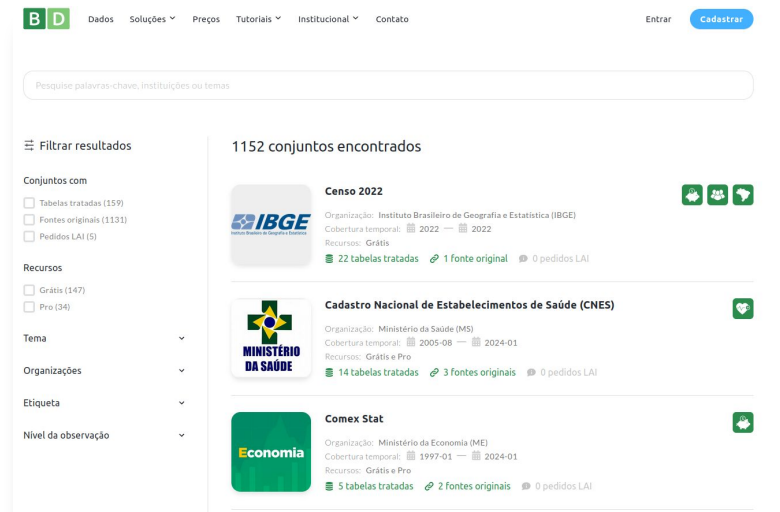 BD
Dados
Soluções
Preços
Tutoriais
Institucional
Contato
Entrar
Cadastrar
Pesquise palavras-chave, instituições ou temas
Filtrar resultados
Conjuntos com
Tabelas tratadas (159)
Fontes originais (1131)
Pedidos LAI (5)
Recursos
Grátis (147)
Pro (34)
Tema
Organizações
Etiqueta
Nível da observação
1152 conjuntos encontrados
IBGE
Instituto Brasileiro de Geografia e Estatística
Censo 2022
Organização: Instituto Brasileiro de Geografia e Estatística (IBGE)
Cobertura temporal: 2022 — 2022
Recursos: Grátis
22 tabelas tratadas 1 fonte original 0 pedidos LAI
MINISTÉRIO
DA SAÚDE
Cadastro Nacional de Estabelecimentos de Saúde (CNES)
Organização: Ministério da Saúde (MS)
Cobertura temporal: 2005-08 — 2024-01
Recursos: Grátis e Pro
14 tabelas tratadas 3 fontes originais 0 pedidos LAI
Economia
Comex Stat
Organização: Ministério da Economia (ME)
Cobertura temporal: 1997-01 — 2024-01
Recursos: Grátis e Pro
5 tabelas tratadas 2 fontes originais 0 pedidos LAI